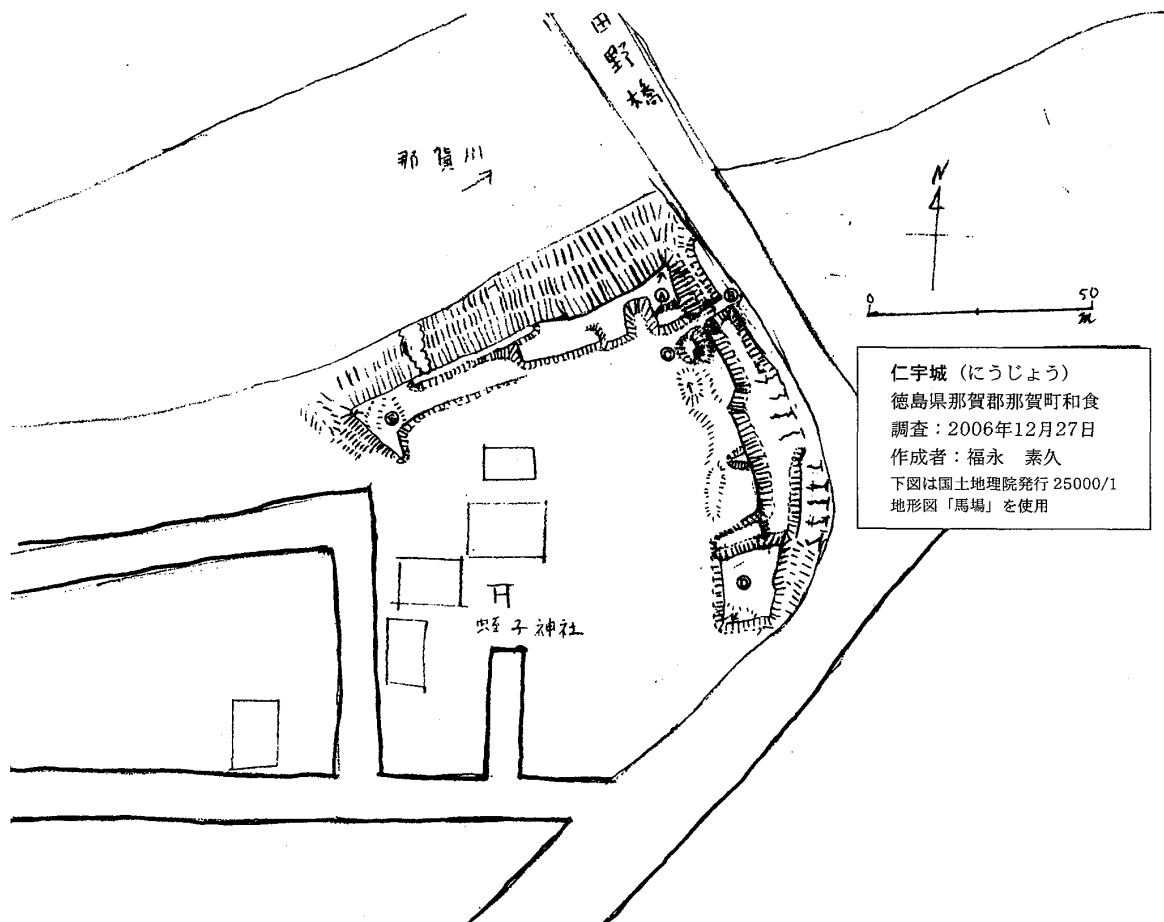 田野橋
那賀川
N
0 50
m
仁宇城（にうじょう）
徳島県那賀郡那賀町和食
調査：2006年12月27日
作成者：福永　素久
下図は国土地理院発行 25000/1
地形図「馬場」を使用
A
B
C
D
蛭子神社